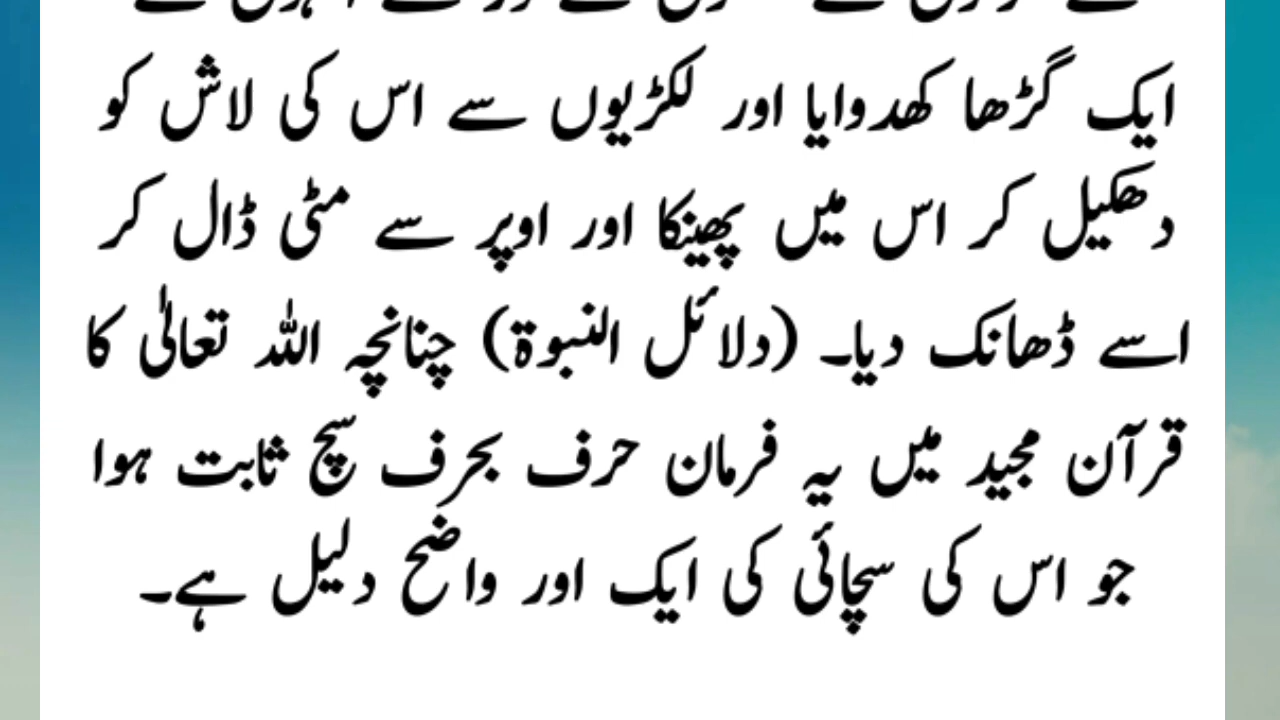 ایک گڑھا کھدوایا اور لکڑیوں سے اس کی لاش کو
دھکیل کر اس میں پھینکا اور اوپر سے مٹی ڈال کر
اسے ڈھانک دیا۔ (دلائل النبوۃ) چنانچہ اللہ تعالیٰ کا
قرآن مجید میں یہ فرمان حرف بحرف سچ ثابت ہوا
جو اس کی سچائی کی ایک اور واضح دلیل ہے۔